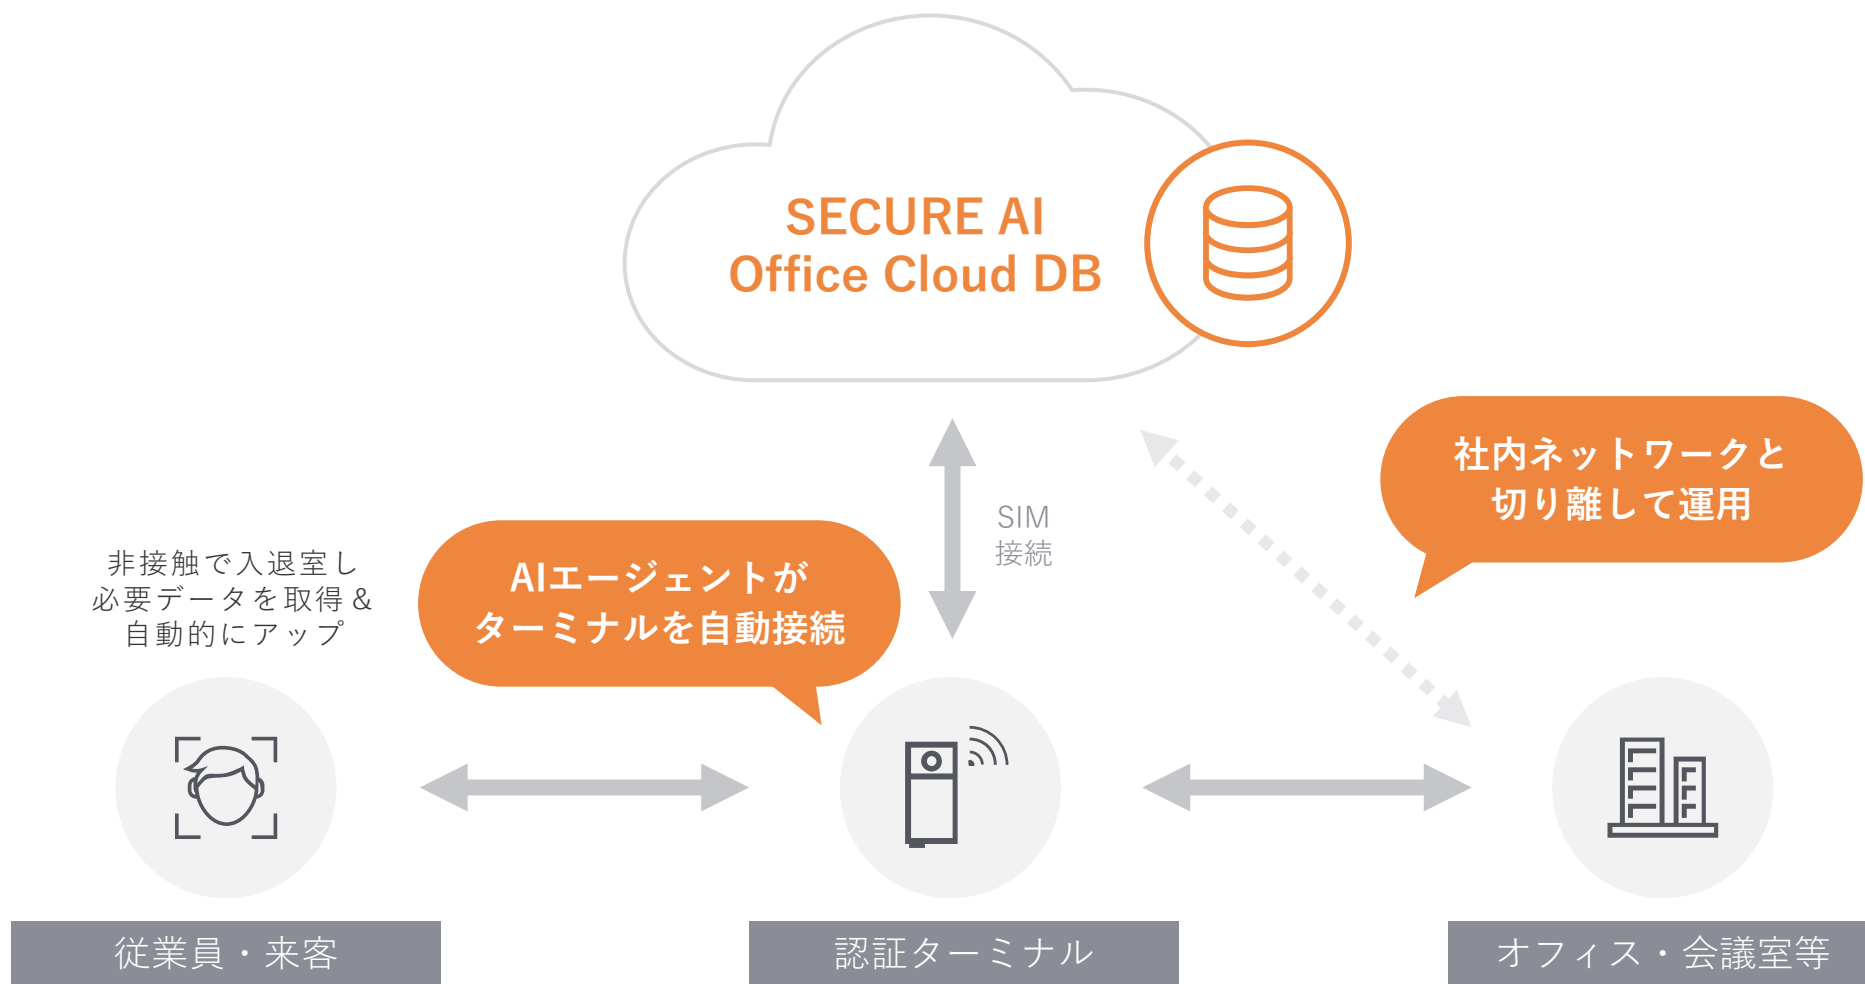 SECURE AI
Office Cloud DB
社内ネットワークと
切り離して運用
SIM
接続
非接触で入退室し
必要データを取得&
自動的にアップ
AIエージェントが
ターミナルを自動接続
従業員・来客
認証ターミナル
オフィス・会議室等